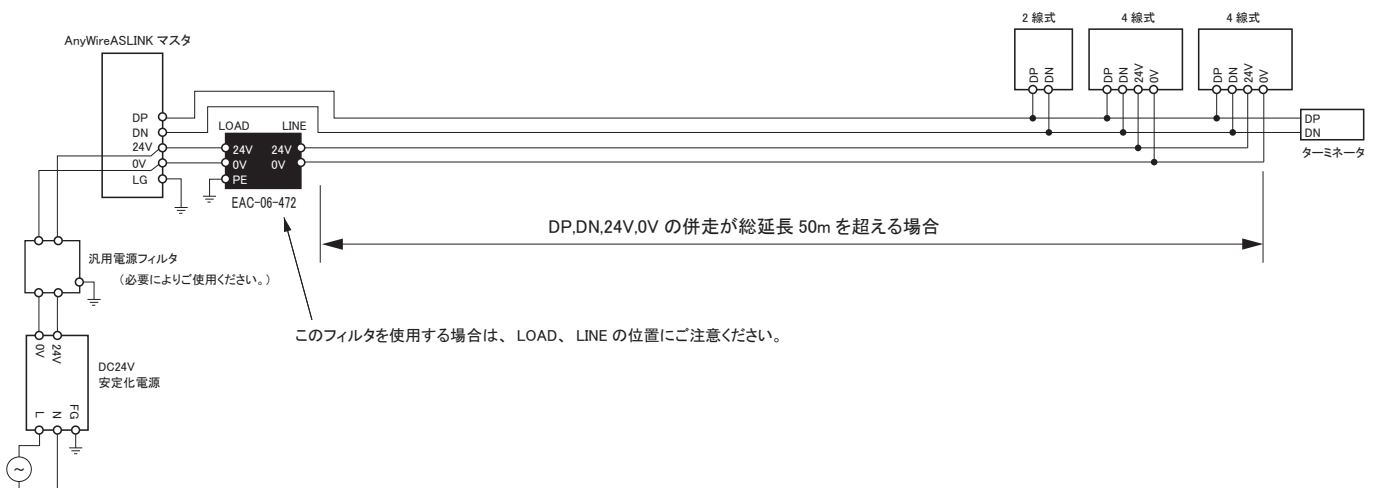 AnyWireASLINK マスタ
DP
DN
24V
0V
LG
LOAD LINE
24V 24V
0V 0V
PE
EAC-06-472
2 線式
DP
DN
4 線式
DP
DN
24V
0V
4 線式
DP
DN
24V
0V
DP
DN
ターミネータ
DP,DN,24V,0V の併走が総延長 50m を超える場合
汎用電源フィルタ
（必要によりご使用ください。）
このフィルタを使用する場合は、LOAD、LINE の位置にご注意ください。
0V
24V
DC24V
安定化電源
L
N
FG
~